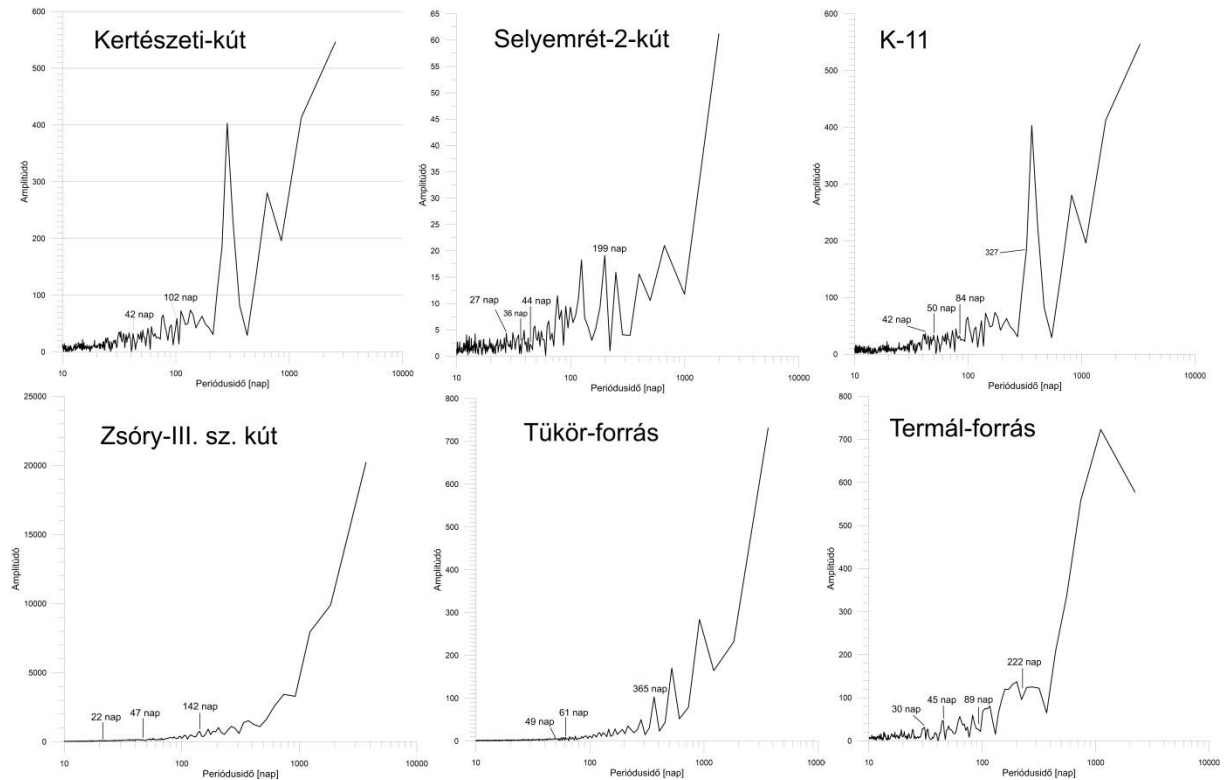 Kertészeti-kút
600
500
400
300
200
100
0
Amplitúdó
42 nap
102 nap
10
100
1000
10000
Periódusidő [nap]
Selyemrét-2-kút
65
60
55
50
45
40
35
30
25
20
15
10
5
0
Amplitúdó
27 nap
36 nap
44 nap
199 nap
10
100
1000
10000
Periódusidő [nap]
K-11
600
500
400
300
200
100
0
Amplitúdó
42 nap
50 nap
84 nap
327
10
100
1000
10000
Periódusidő [nap]
Zsóry-III. sz. kút
25000
20000
15000
10000
5000
0
Amplitúdó
22 nap
47 nap
142 nap
10
100
1000
10000
Periódusidő [nap]
Tükör-forrás
800
700
600
500
400
300
200
100
0
Amplitúdó
49 nap
61 nap
365 nap
10
100
1000
10000
Periódusidő [nap]
Termál-forrás
800
700
600
500
400
300
200
100
0
Amplitúdó
30 nap
45 nap
89 nap
222 nap
10
100
1000
10000
Periódusidő [nap]